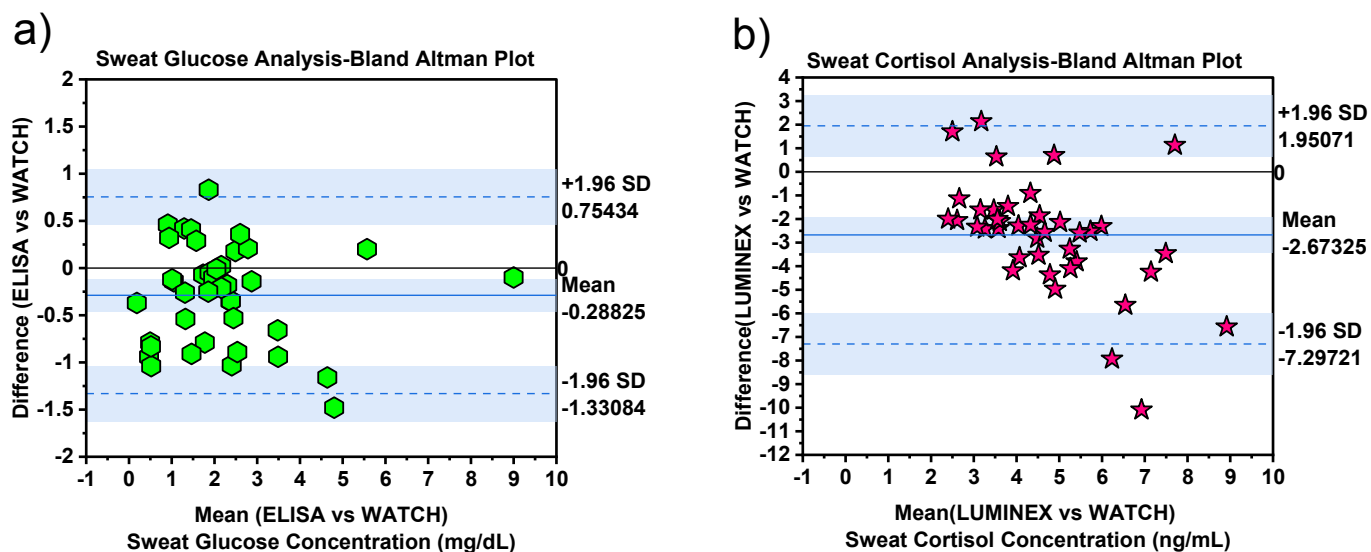 a)
Sweat Glucose Analysis-Bland Altman Plot
2
1.5
1
0.5
0
-0.5
-1
-1.5
-2
Difference (ELISA vs WATCH)
-1 0 1 2 3 4 5 6 7 8 9 10
Mean (ELISA vs WATCH)
Sweat Glucose Concentration (mg/dL)
+1.96 SD
0.75434
0
Mean
-0.28825
-1.96 SD
-1.33084
b)
Sweat Cortisol Analysis-Bland Altman Plot
4
3
2
1
0
-1
-2
-3
-4
-5
-6
-7
-8
-9
-10
-11
-12
Difference(LUMINEX vs WATCH)
-1 0 1 2 3 4 5 6 7 8 9 10
Mean(LUMINEX vs WATCH)
Sweat Cortisol Concentration (ng/mL)
+1.96 SD
1.95071
0
Mean
-2.67325
-1.96 SD
-7.29721